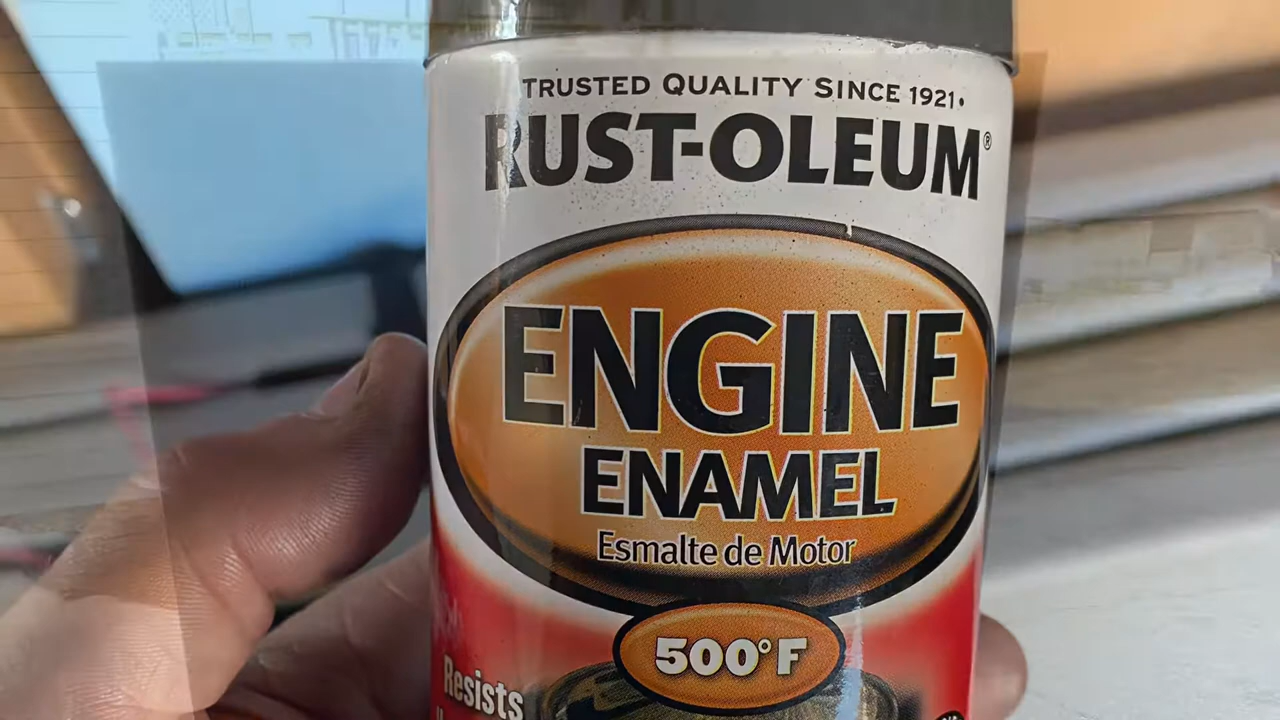 TRUSTED QUALITY SINCE 1921•
RUST-OLEUM®
ENGINE
ENAMEL
Esmalte de Motor
500°F
Resists